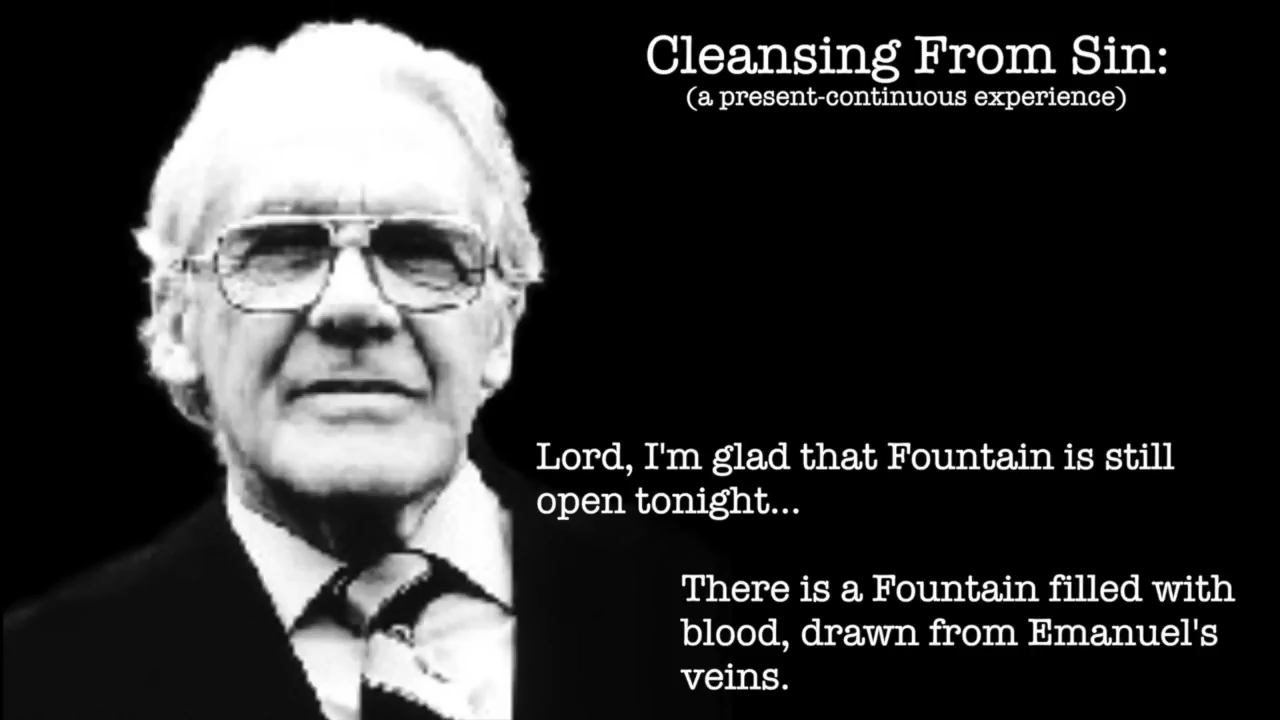 Cleansing From Sin:
(a present-continuous experience)
Lord, I'm glad that Fountain is still
open tonight...
There is a Fountain filled with
blood, drawn from Emanuel's
veins.